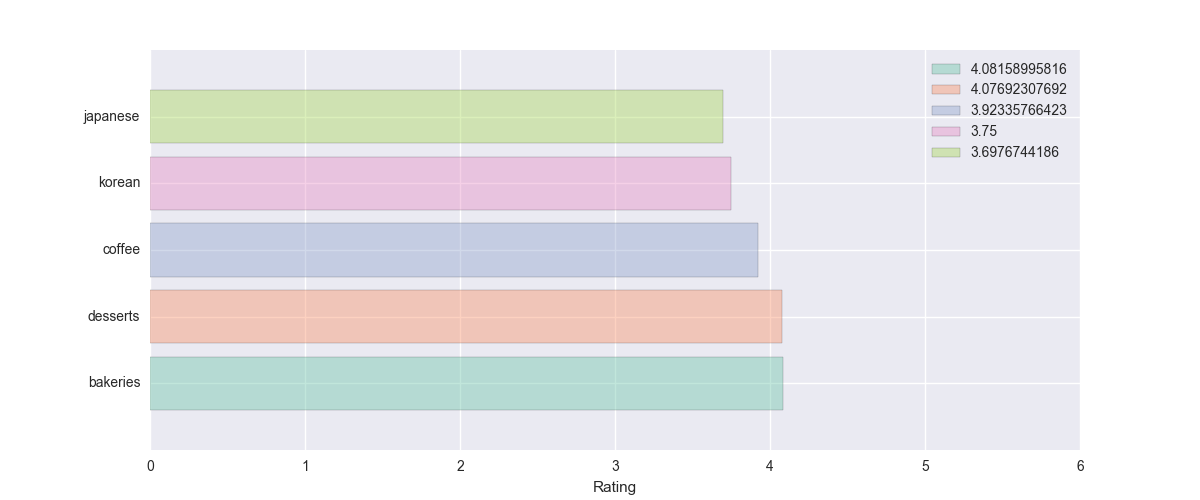 4.08158995816
4.07692307692
3.92335766423
3.75
3.6976744186
japanese
korean
coffee
desserts
bakeries
0 1 2 3 4 5 6
Rating